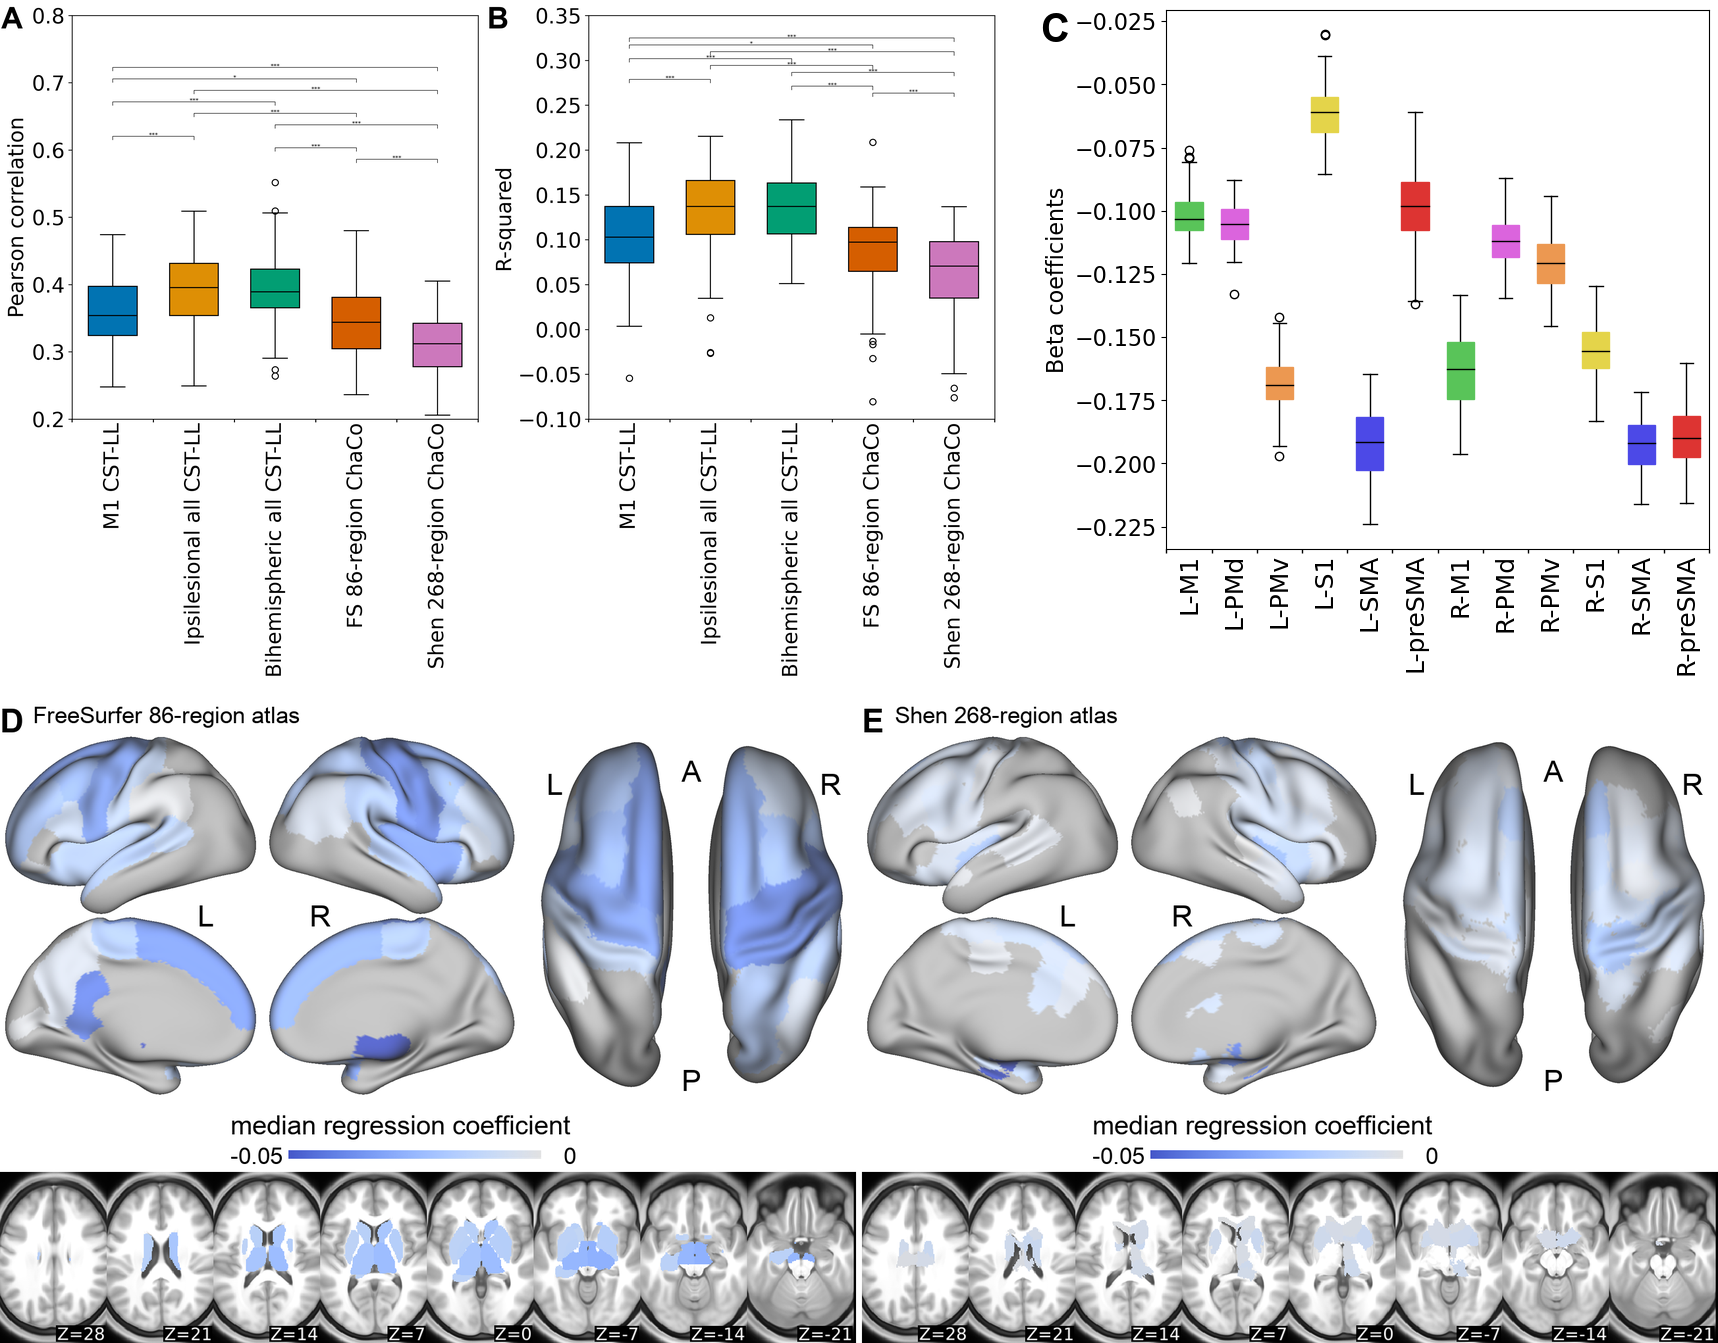 A
0.8
0.7
0.6
0.5
0.4
0.3
0.2
Pearson correlation
***
*
***
***
***
***
***
***
***
M1 CST-LL
Ipsilesional all CST-LL
Bihemispheric all CST-LL
FS 86-region ChaCo
Shen 268-region ChaCo
B
0.35
0.30
0.25
0.20
0.15
0.10
0.05
0.00
−0.05
−0.10
R-squared
***
*
***
***
***
***
***
***
***
M1 CST-LL
Ipsilesional all CST-LL
Bihemispheric all CST-LL
FS 86-region ChaCo
Shen 268-region ChaCo
C
−0.025
−0.050
−0.075
−0.100
−0.125
−0.150
−0.175
−0.200
−0.225
Beta coefficients
L-M1
L-PMd
L-PMv
L-S1
L-SMA
L-preSMA
R-M1
R-PMd
R-PMv
R-S1
R-SMA
R-preSMA
D FreeSurfer 86-region atlas
L A R
L R
P
median regression coefficient
-0.05 0
Z=28 Z=21 Z=14 Z=7 Z=0 Z=-7 Z=-14 Z=-21
E Shen 268-region atlas
L A R
L R
P
median regression coefficient
-0.05 0
Z=28 Z=21 Z=14 Z=7 Z=0 Z=-7 Z=-14 Z=-21